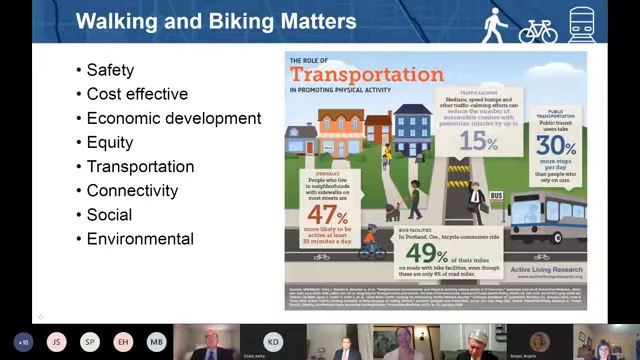 Walking and Biking Matters
• Safety
• Cost effective
• Economic development
• Equity
• Transportation
• Connectivity
• Social
• Environmental
THE ROLE OF
Transportation
IN PROMOTING PHYSICAL ACTIVITY
TRAFFIC CALMING
Medians, speed bumps and
other traffic-calming efforts can
reduce the number of
automobile crashes with
pedestrian injuries by up to
15%
PUBLIC
TRANSPORTATION
Public transit
users take
30%
more steps
per day
than people who
rely on cars.
SIDEWALKS
People who live
in neighborhoods
with sidewalks on
most streets are
47%
more likely to be
active at least
30 minutes a day.
BUS
BIKE FACILITIES
In Portland, Ore., bicycle commuters ride
49% of their miles
on roads with bike facilities, even though
these are only 8% of road miles.
Active Living Research
www.activelivingresearch.org
+10
JS
SP
EH
MB
KD